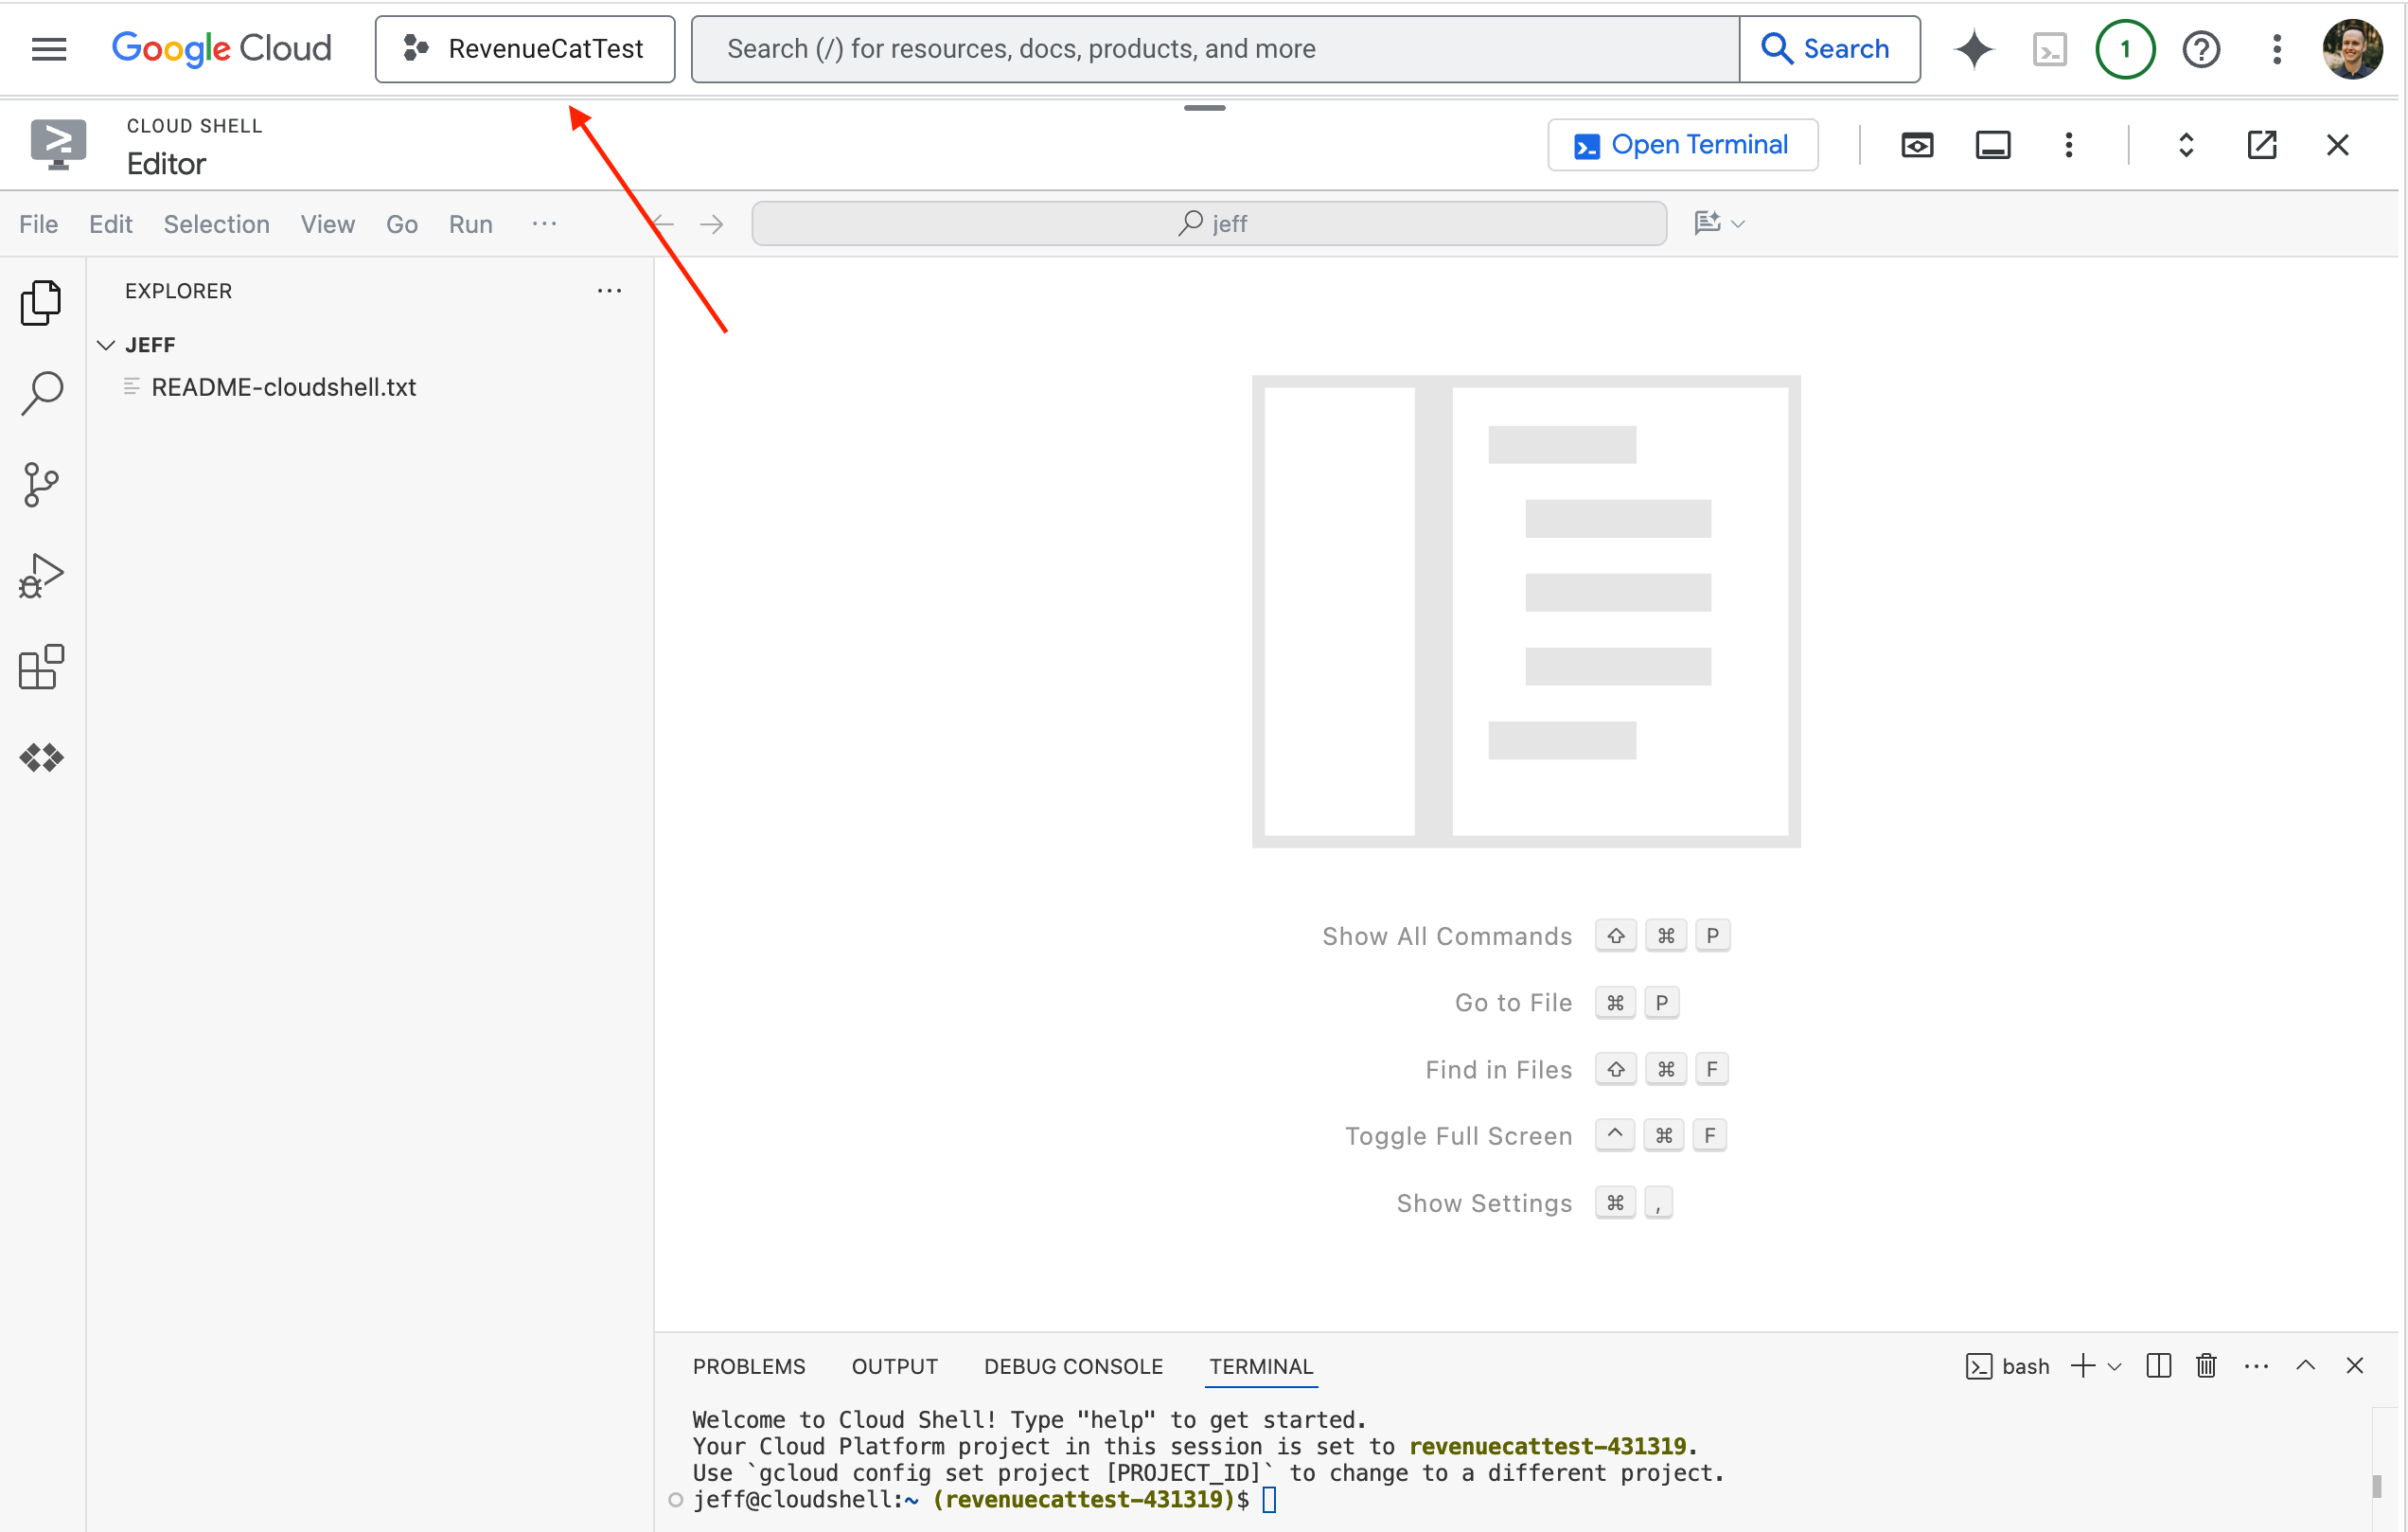 Google Cloud
RevenueCatTest
Search (/) for resources, docs, products, and more
Search
1
CLOUD SHELL
Editor
Open Terminal
File Edit Selection View Go Run ...
jeff
EXPLORER
JEFF
README-cloudshell.txt
Show All Commands ⇧ ⌘ P
Go to File ⌘ P
Find in Files ⇧ ⌘ F
Toggle Full Screen ^ ⌘ F
Show Settings ⌘ ,
PROBLEMS OUTPUT DEBUG CONSOLE TERMINAL
bash
Welcome to Cloud Shell! Type "help" to get started.
Your Cloud Platform project in this session is set to revenuecattest-431319.
Use `gcloud config set project [PROJECT_ID]` to change to a different project.
jeff@cloudshell:~ (revenuecattest-431319)$